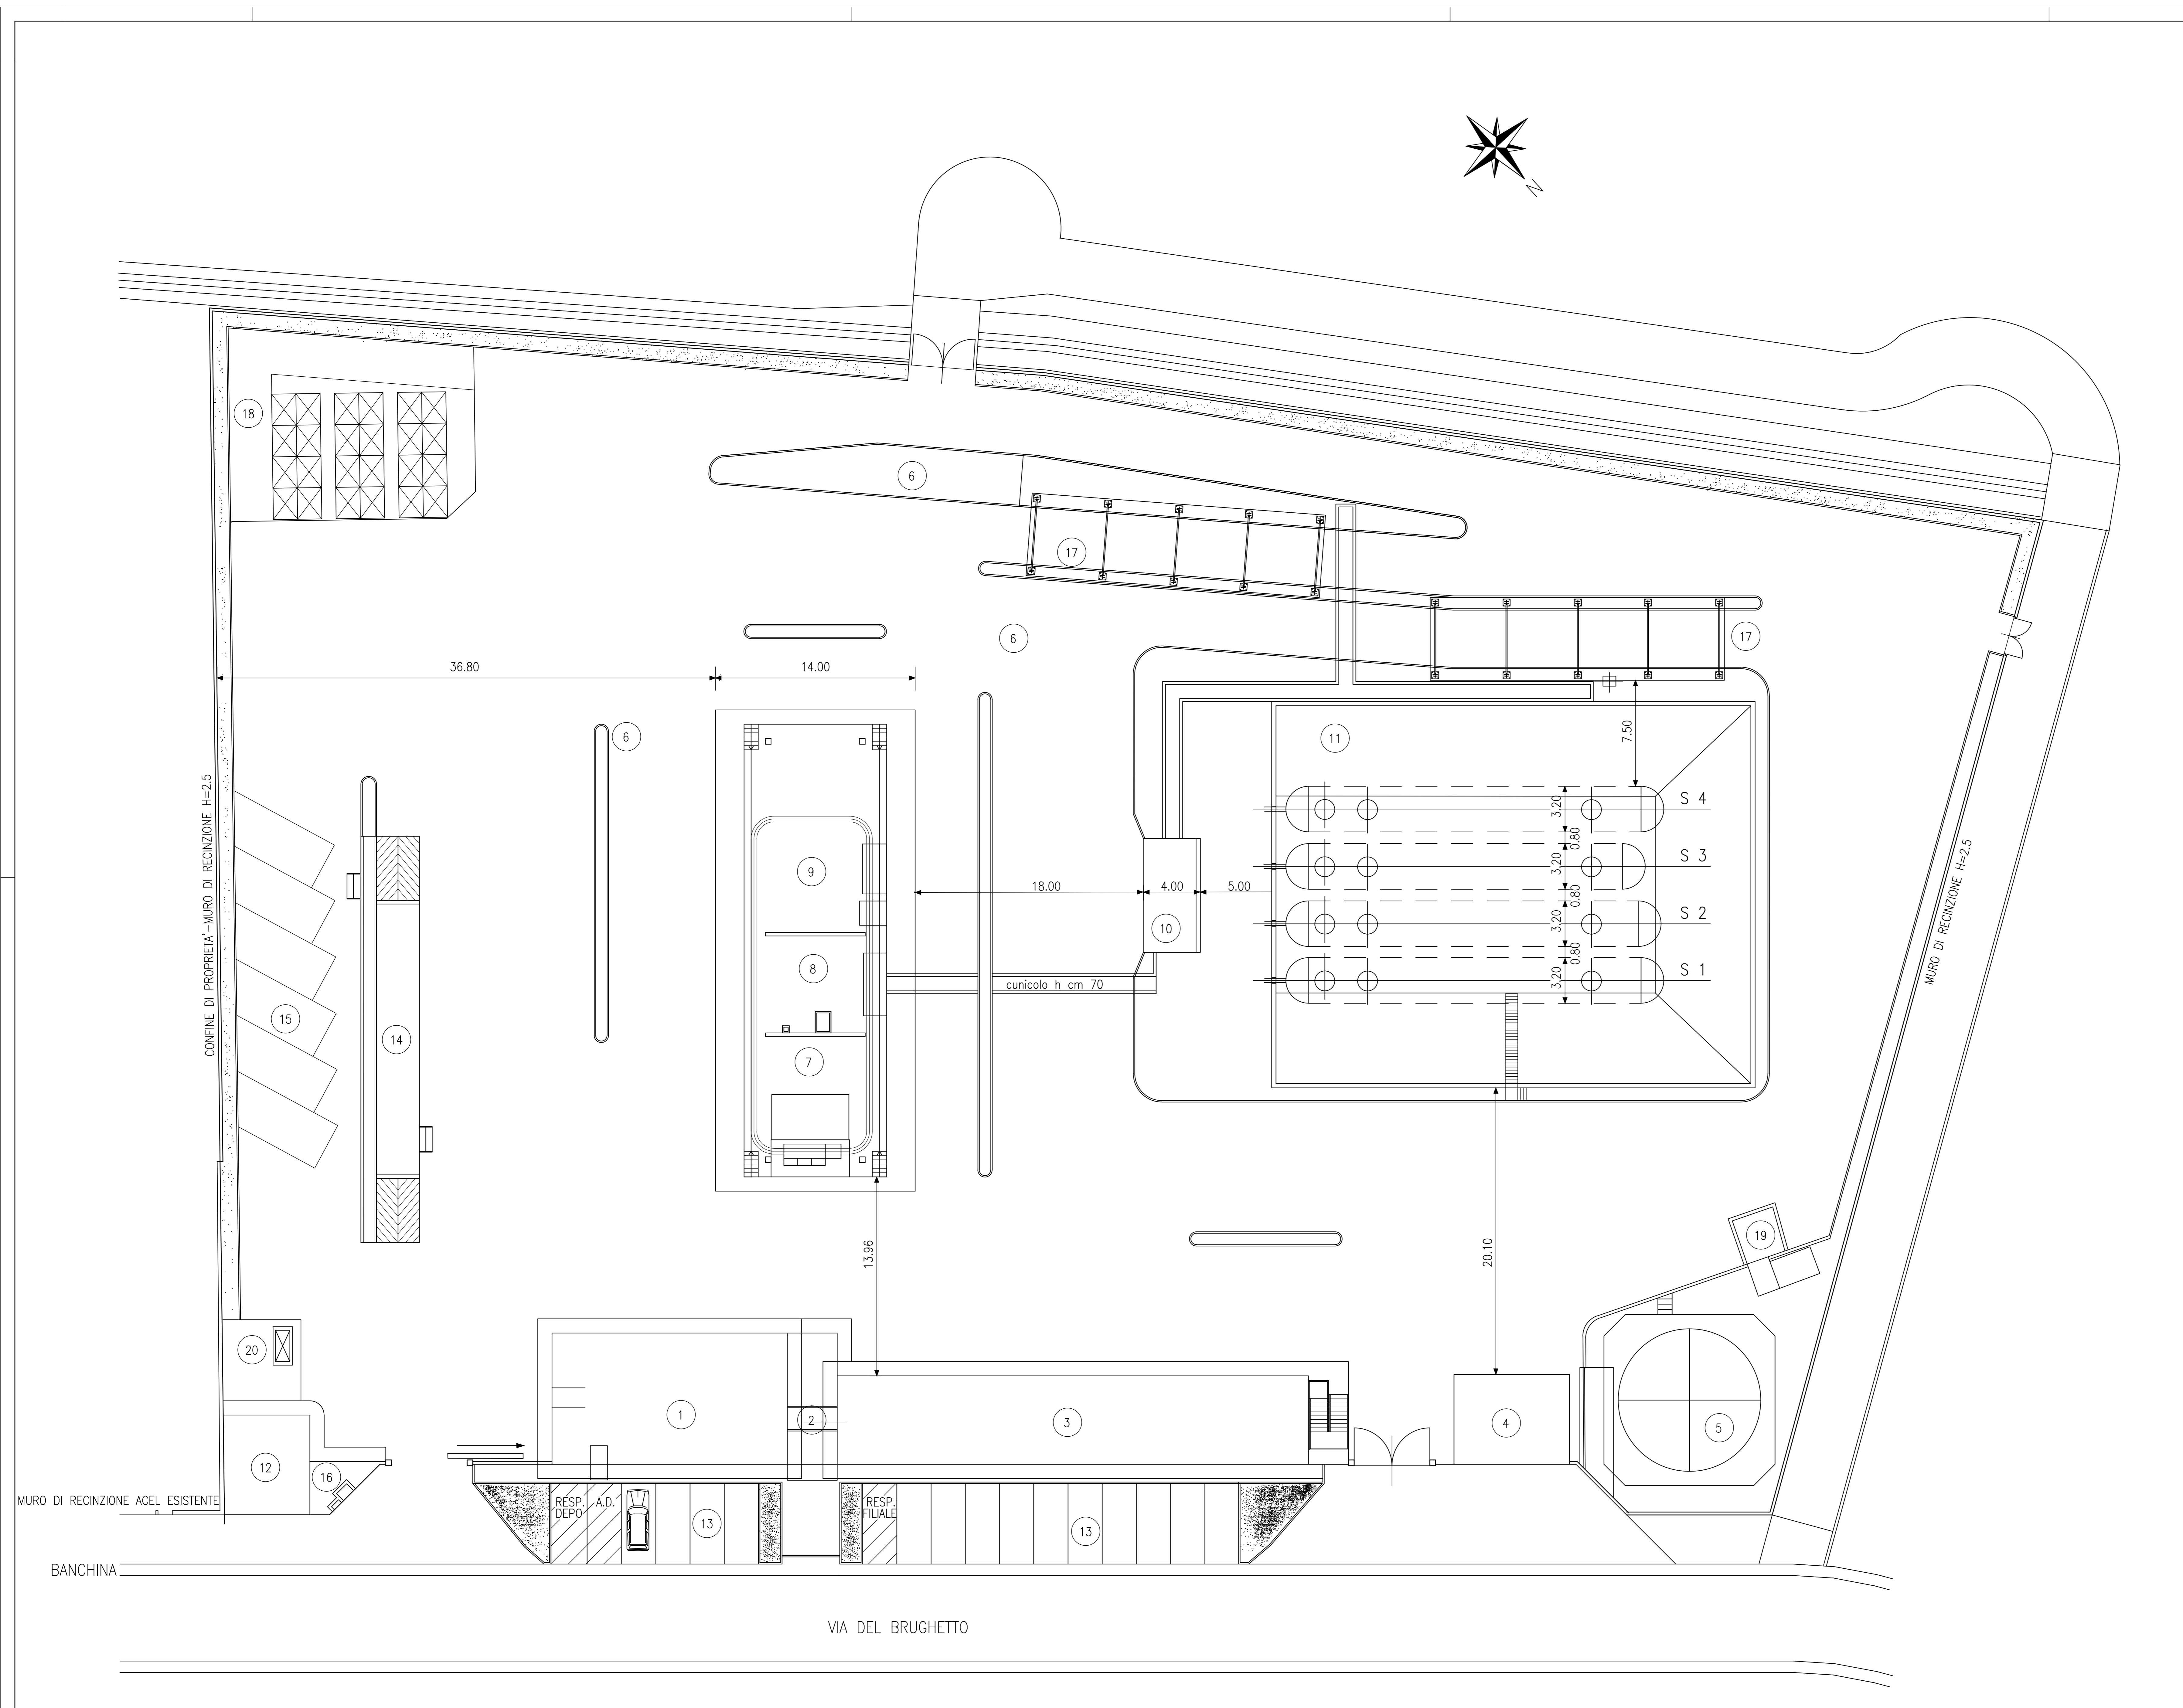 N
18
6
17
6
17
36.80
14.00
6
11
7.50
S 4
3.20
0.80
S 3
3.20
0.80
S 2
3.20
0.80
S 1
3.20
9
18.00
4.00
5.00
10
8
cunicolo h cm 70
7
CONFINE DI PROPRIETA'-MURO DI RECINZIONE H=2.5
MURO DI RECINZIONE H=2.5
15
14
13.96
20.10
19
20
1
2
3
4
5
12
16
MURO DI RECINZIONE ACEL ESISTENTE
RESP.
DEPO
A.D.
13
RESP.
FILIALE
13
BANCHINA
VIA DEL BRUGHETTO